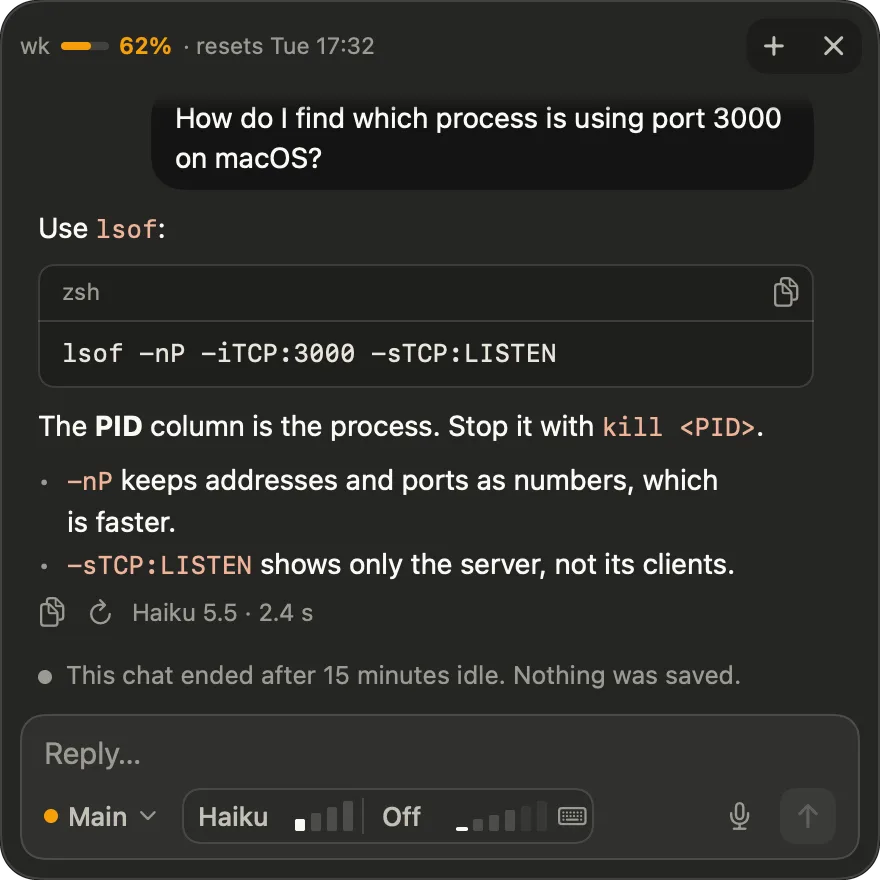 wk 62% · resets Tue 17:32
How do I find which process is using port 3000
on macOS?
Use lsof:
zsh
lsof -nP -iTCP:3000 -sTCP:LISTEN
The PID column is the process. Stop it with kill <PID>.
• -nP keeps addresses and ports as numbers, which
is faster.
• -sTCP:LISTEN shows only the server, not its clients.
Haiku 5.5 · 2.4 s
This chat ended after 15 minutes idle. Nothing was saved.
Reply...
Main Haiku Off